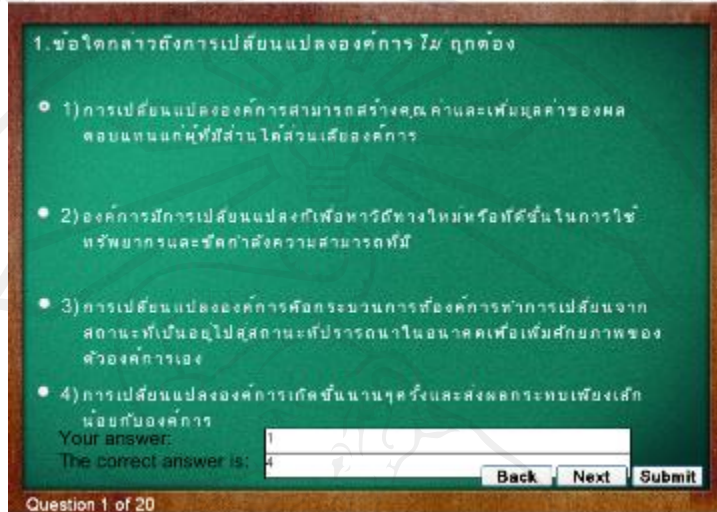 1.ข้อใดกล่าวถึงการเปลี่ยนแปลงองค์การ ไม่ ถูกต้อง
1) การเปลี่ยนแปลงองค์การสามารถสร้างคุณค่าและเพิ่มมูลค่าของผล
ตอบแทนแก่ผู้ที่มีส่วนได้ส่วนเสียองค์การ
2) องค์การมีการเปลี่ยนแปลงก็เพื่อหาวิถีทางใหม่หรือที่ดีขึ้นในการใช้
ทรัพยากรและขีดกำลังความสามารถที่มี
3) การเปลี่ยนแปลงองค์การคือกระบวนการที่องค์การทำการเปลี่ยนจาก
สถานะที่เป็นอยู่ไปสู่สถานะที่ปรารถนาในอนาคตเพื่อเพิ่มศักยภาพของ
ตัวองค์การเอง
4) การเปลี่ยนแปลงองค์การเกิดขึ้นนานๆครั้งและส่งผลกระทบเพียงเล็ก
น้อยกับองค์การ
Your answer: 1
The correct answer is: 4
Back Next Submit
Question 1 of 20